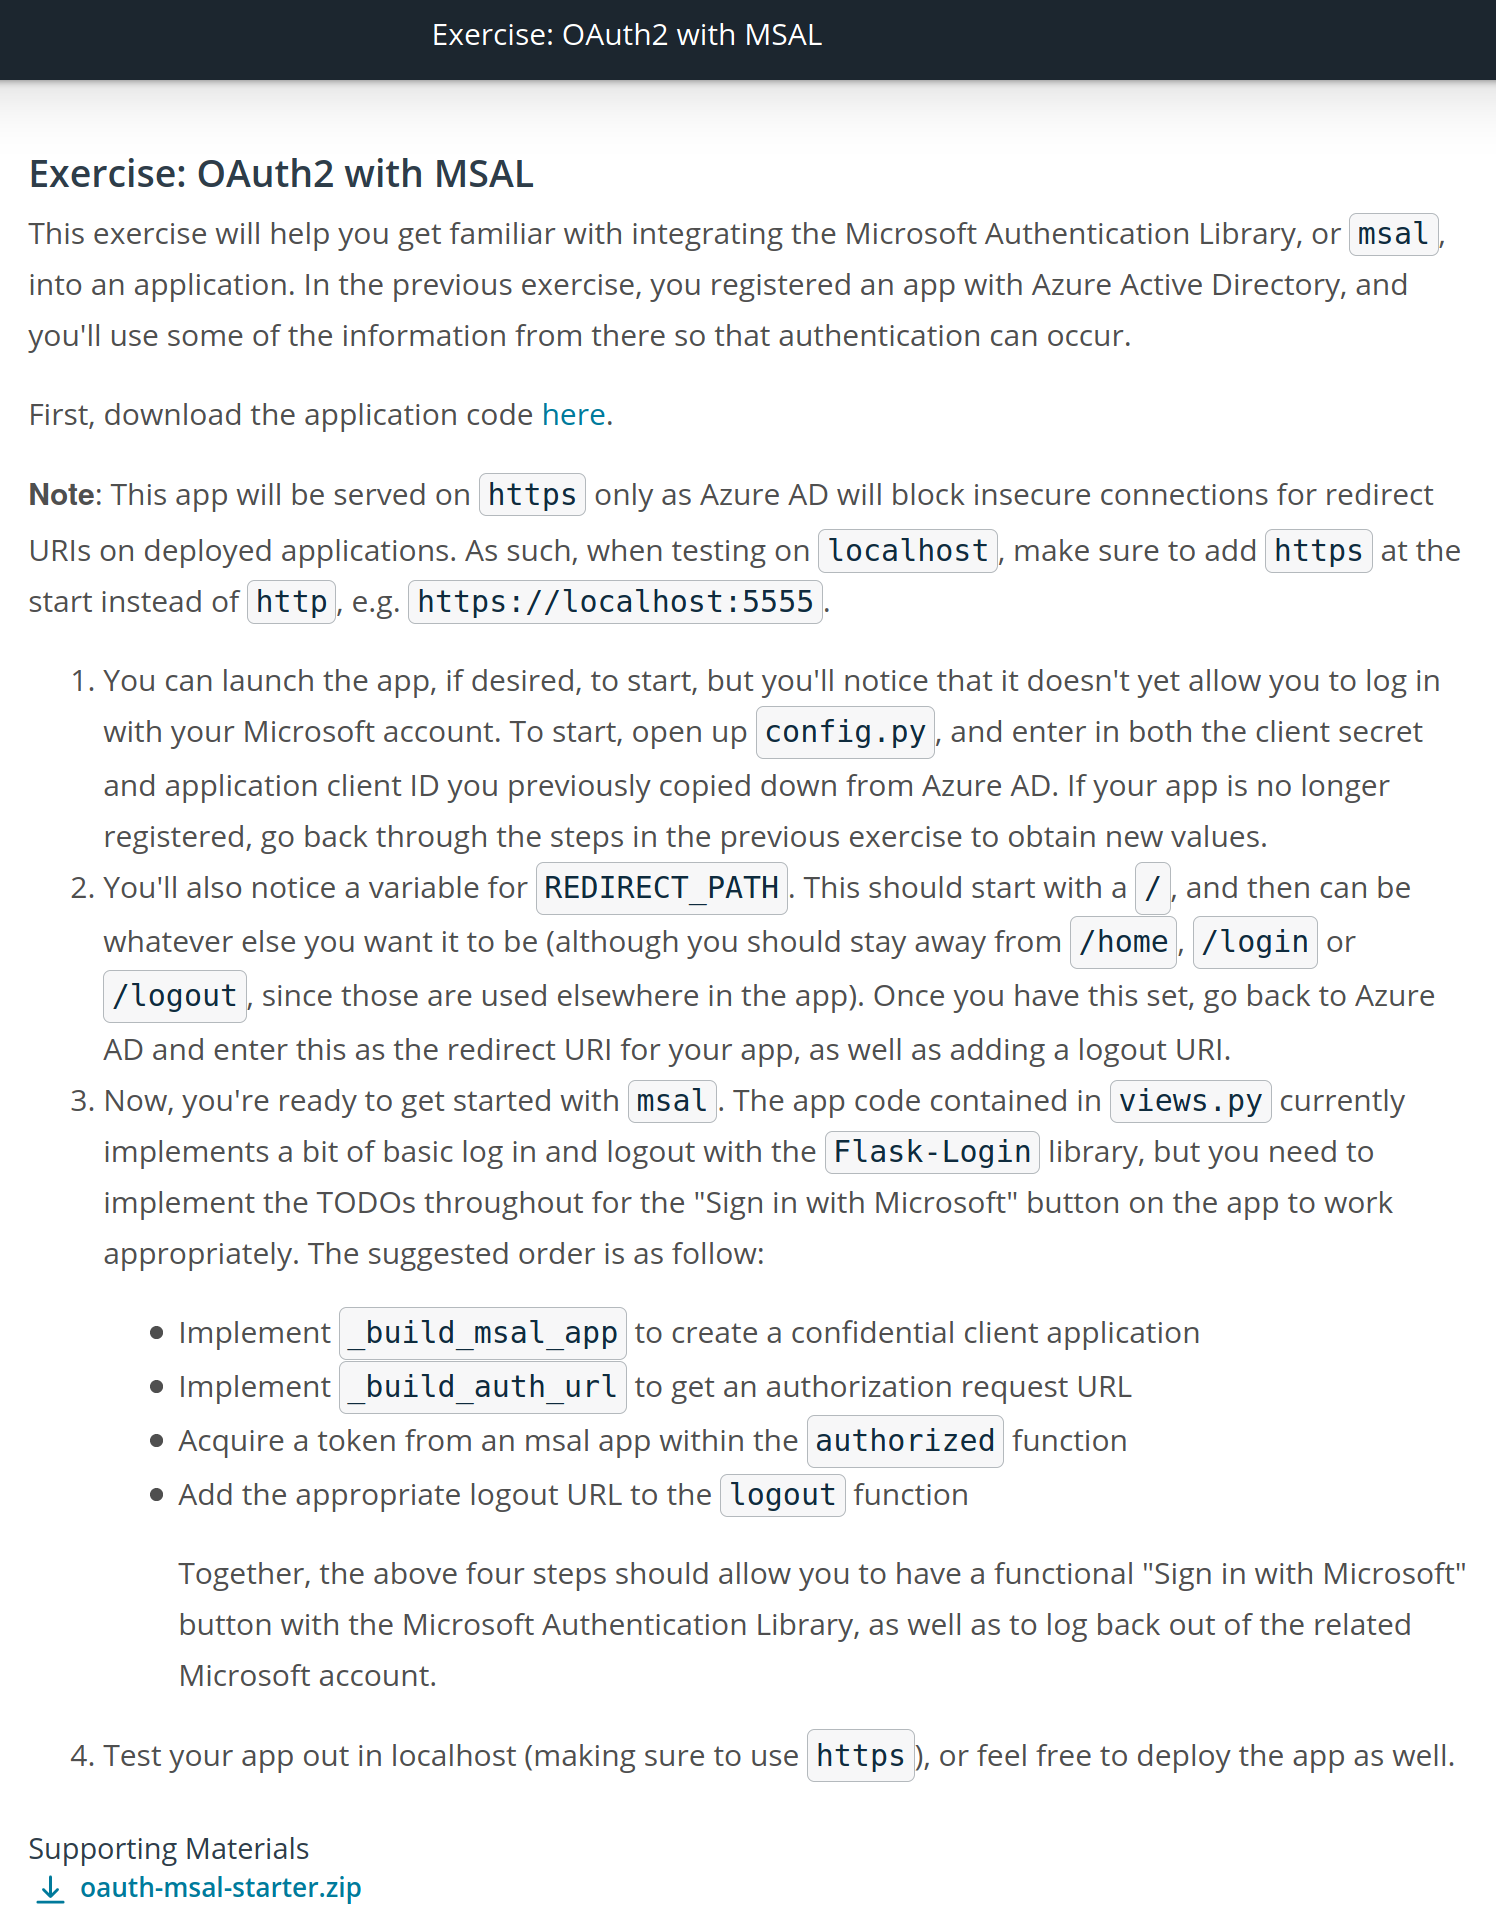 Exercise: OAuth2 with MSAL
Exercise: OAuth2 with MSAL
This exercise will help you get familiar with integrating the Microsoft Authentication Library, or msal,
into an application. In the previous exercise, you registered an app with Azure Active Directory, and
you'll use some of the information from there so that authentication can occur.
First, download the application code here.
Note: This app will be served on https only as Azure AD will block insecure connections for redirect
URIs on deployed applications. As such, when testing on localhost, make sure to add https at the
start instead of http, e.g. https://localhost:5555.
1. You can launch the app, if desired, to start, but you'll notice that it doesn't yet allow you to log in
with your Microsoft account. To start, open up config.py, and enter in both the client secret
and application client ID you previously copied down from Azure AD. If your app is no longer
registered, go back through the steps in the previous exercise to obtain new values.
2. You'll also notice a variable for REDIRECT_PATH. This should start with a /, and then can be
whatever else you want it to be (although you should stay away from /home, /login or
/logout, since those are used elsewhere in the app). Once you have this set, go back to Azure
AD and enter this as the redirect URI for your app, as well as adding a logout URI.
3. Now, you're ready to get started with msal. The app code contained in views.py currently
implements a bit of basic log in and logout with the Flask-Login library, but you need to
implement the TODOs throughout for the "Sign in with Microsoft" button on the app to work
appropriately. The suggested order is as follow:
• Implement _build_msal_app to create a confidential client application
• Implement _build_auth_url to get an authorization request URL
• Acquire a token from an msal app within the authorized function
• Add the appropriate logout URL to the logout function
Together, the above four steps should allow you to have a functional "Sign in with Microsoft"
button with the Microsoft Authentication Library, as well as to log back out of the related
Microsoft account.
4. Test your app out in localhost (making sure to use https), or feel free to deploy the app as well.
Supporting Materials
oauth-msal-starter.zip